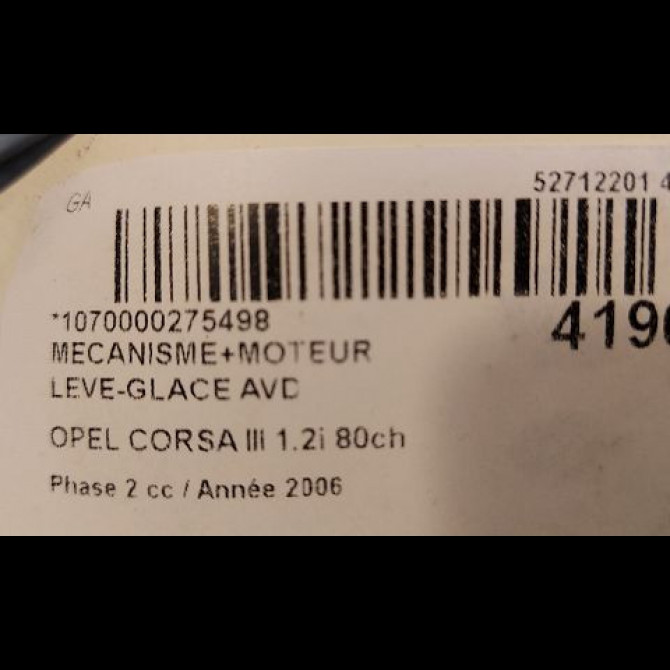 GA
52712201 4
*1070000275498
419
MECANISME+MOTEUR
LEVE-GLACE AVD
OPEL CORSA III 1.2i 80ch
Phase 2 cc / Année 2006